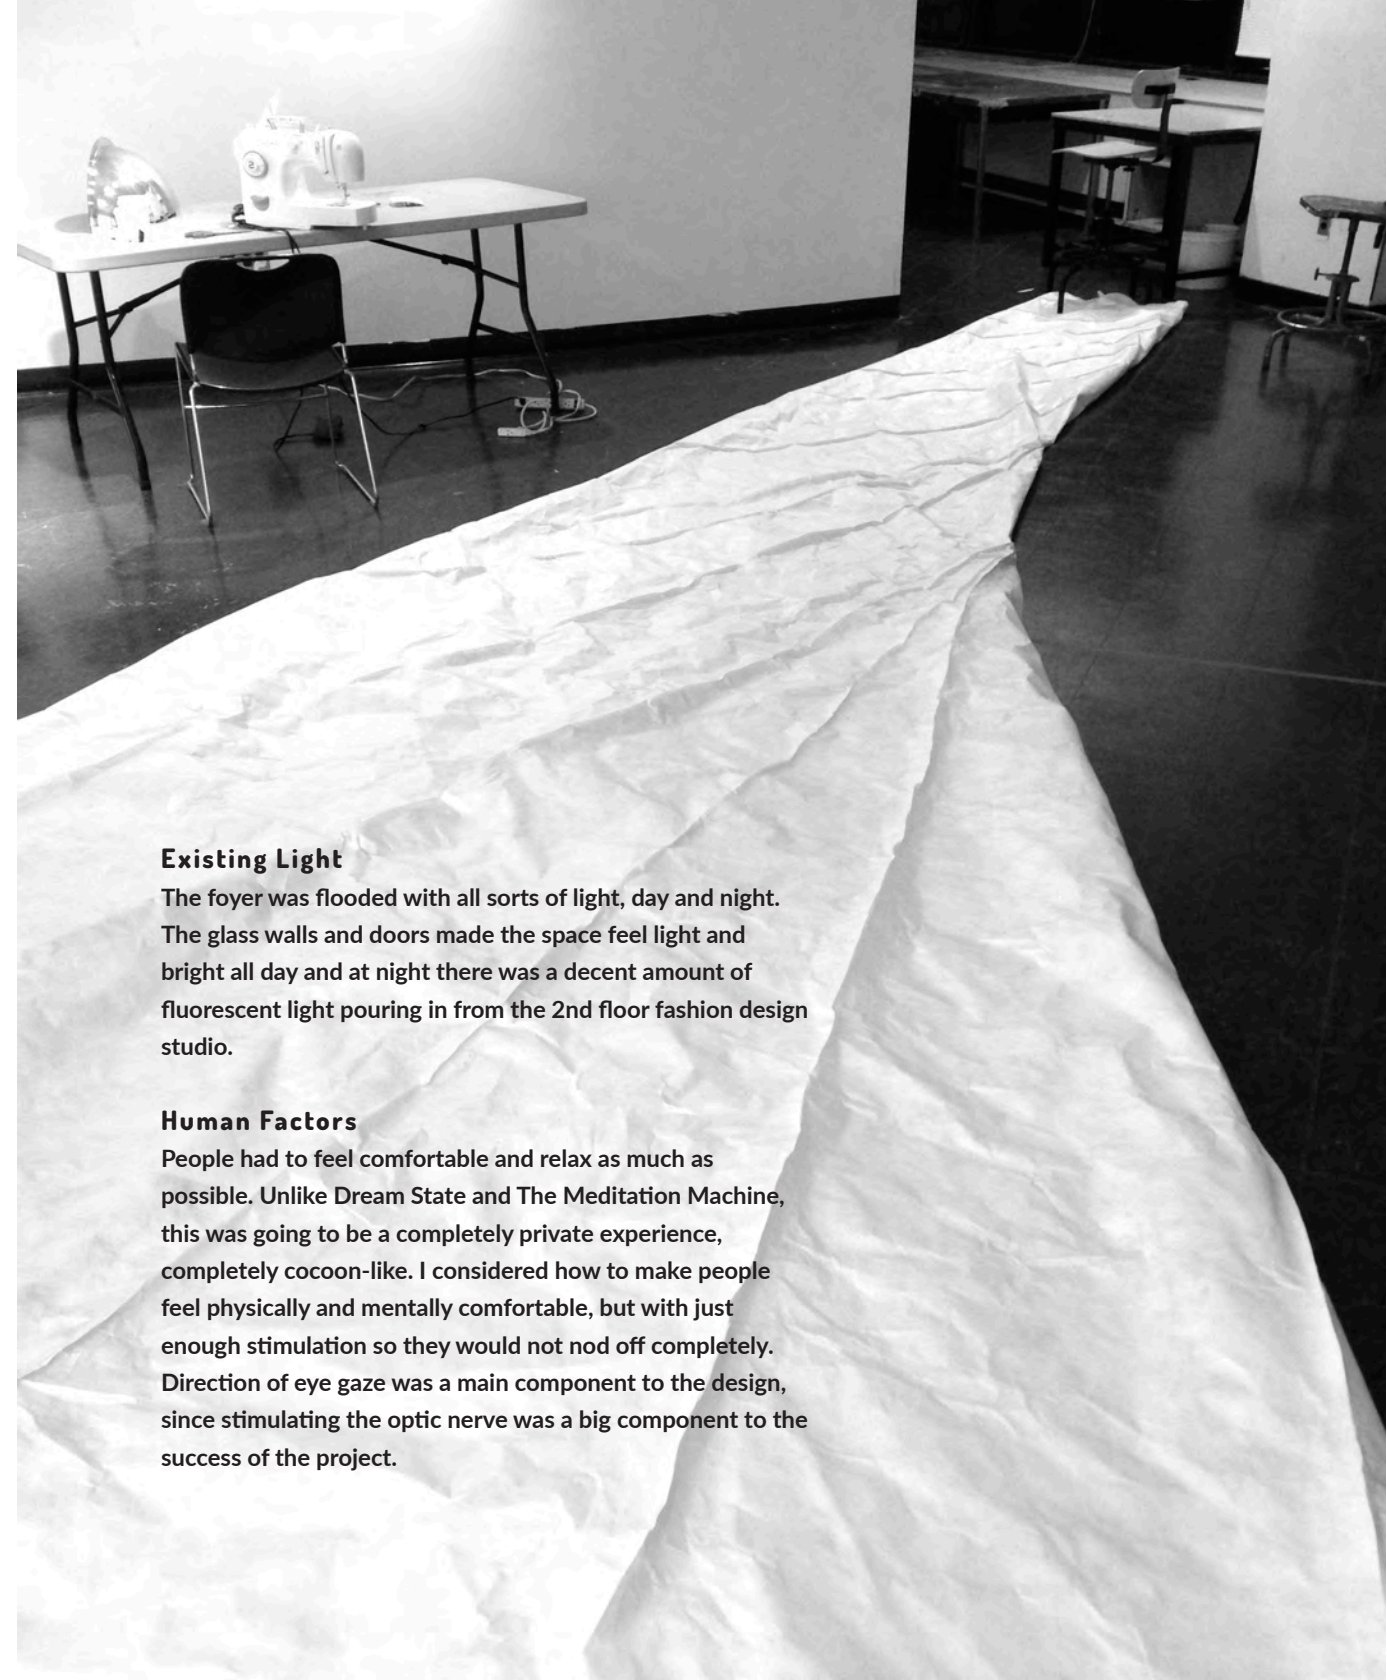 Existing Light
The foyer was flooded with all sorts of light, day and night.
The glass walls and doors made the space feel light and
bright all day and at night there was a decent amount of
fluorescent light pouring in from the 2nd floor fashion design
studio.
Human Factors
People had to feel comfortable and relax as much as
possible. Unlike Dream State and The Meditation Machine,
this was going to be a completely private experience,
completely cocoon-like. I considered how to make people
feel physically and mentally comfortable, but with just
enough stimulation so they would not nod off completely.
Direction of eye gaze was a main component to the design,
since stimulating the optic nerve was a big component to the
success of the project.